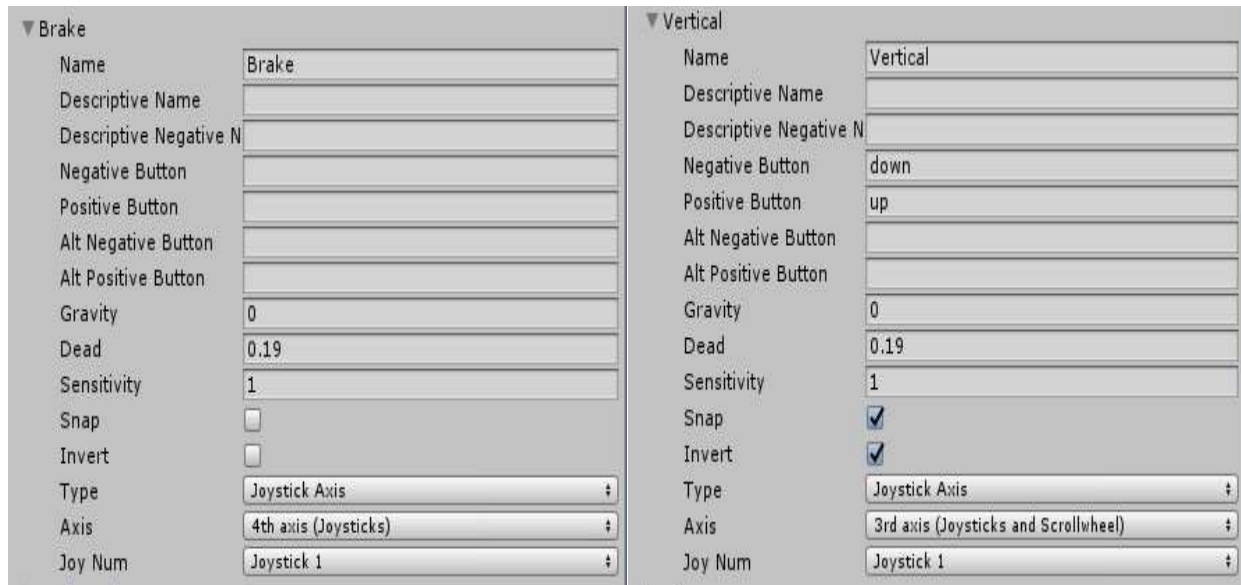 Brake
Name Brake
Descriptive Name
Descriptive Negative N
Negative Button
Positive Button
Alt Negative Button
Alt Positive Button
Gravity 0
Dead 0.19
Sensitivity 1
Snap
Invert
Type Joystick Axis
Axis 4th axis (Joysticks)
Joy Num Joystick 1
Vertical
Name Vertical
Descriptive Name
Descriptive Negative N
Negative Button down
Positive Button up
Alt Negative Button
Alt Positive Button
Gravity 0
Dead 0.19
Sensitivity 1
Snap
Invert
Type Joystick Axis
Axis 3rd axis (Joysticks and Scrollwheel)
Joy Num Joystick 1